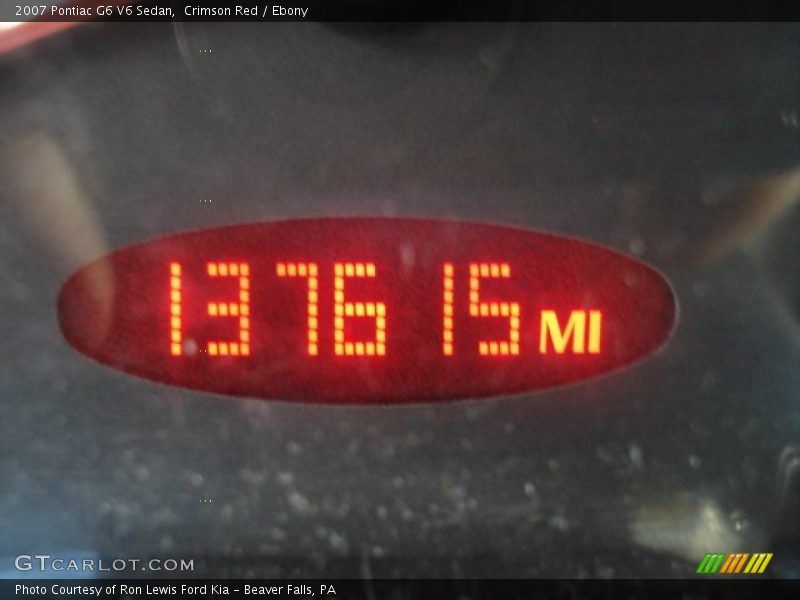 2007 Pontiac G6 V6 Sedan,  Crimson Red / Ebony
137615 MI
GTCARLOT.COM
Photo Courtesy of Ron Lewis Ford Kia - Beaver Falls, PA